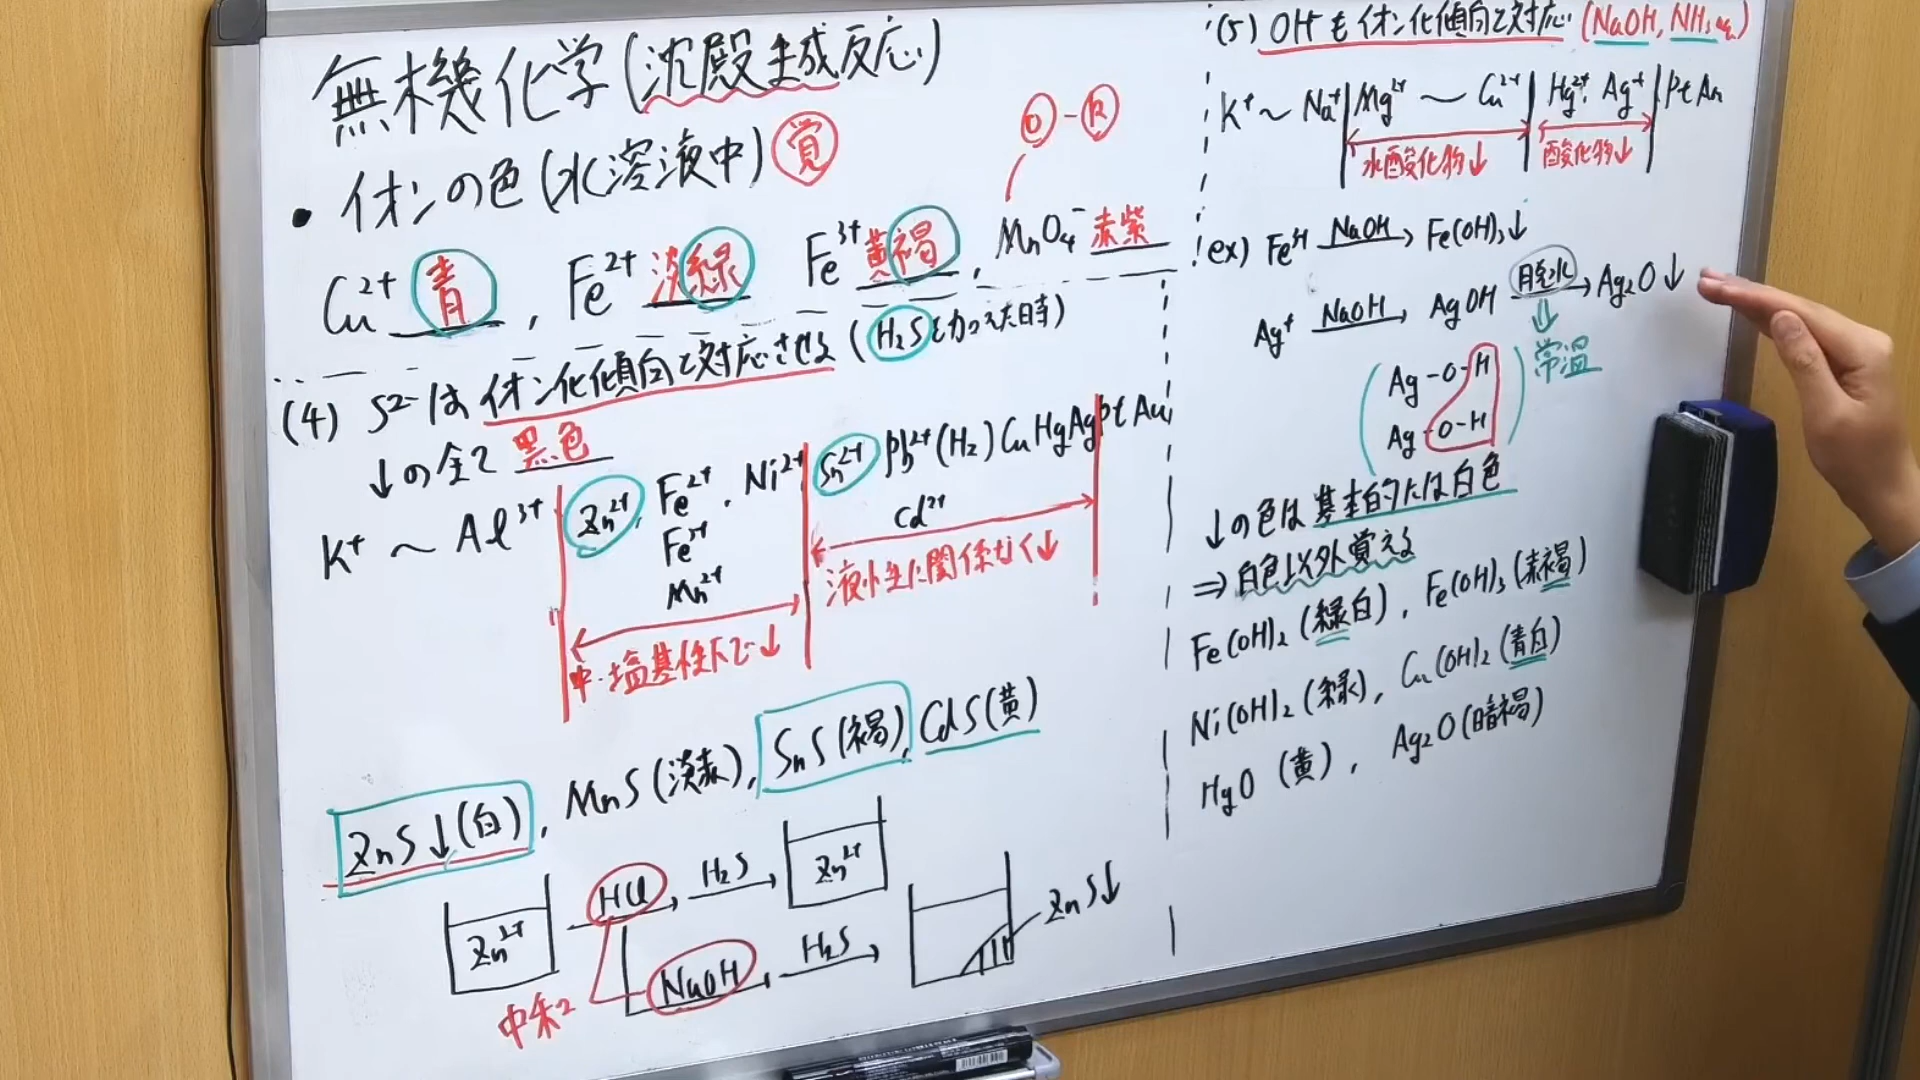 無機化学(沈殿生成反応)
・イオンの色(水溶液中) 覚
O - R
Cu²⁺ 青, Fe²⁺ 淡緑 Fe³⁺ 黄褐, MnO₄⁻ 赤紫
(4) S²⁻は イオン化傾向と対応させる (H₂Sを加えた時)
↓の全て 黒色
K⁺ ~ Al³⁺ Zn²⁺, Fe²⁺, Ni²⁺ Sn²⁺ Pb²⁺ (H₂) Cu Hg Ag Pt Au
Fe³⁺ Cd²⁺
Mn²⁺
中・塩基性下で↓ 液性に関係なく↓
ZnS↓(白), MnS(淡赤), SnS(褐), CdS(黄)
Zn²⁺ HCl → H₂S → Zn²⁺
NaOH → H₂S → ZnS↓
(5) OH⁻もイオン化傾向と対応 (NaOH, NH₃aq)
K⁺ ~ Na⁺ Mg²⁺ ~ Cu²⁺ Hg²⁺ Ag⁺ Pt Au
水酸化物↓ 酸化物↓
ex) Fe³⁺ NaOH → Fe(OH)₃↓
Ag⁺ NaOH → AgOH 脱水 → Ag₂O↓
常温
Ag-O-H
Ag-O-H
↓の色は基本的には白色
⇒ 白色以外覚える
Fe(OH)₂ (緑白), Fe(OH)₃ (赤褐)
Ni(OH)₂ (緑), Cu(OH)₂ (青白)
HgO (黄), Ag₂O (暗褐)